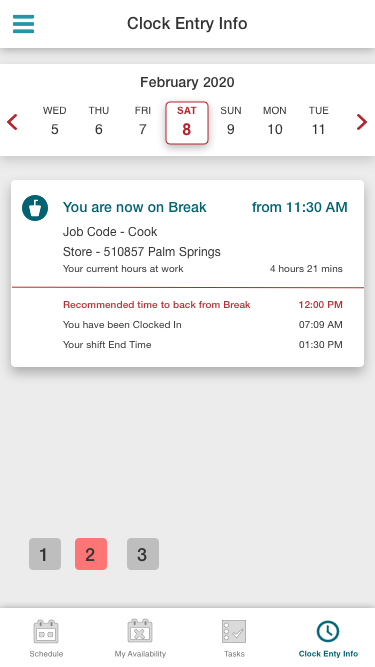 Clock Entry Info
February 2020
WED THU FRI SAT SUN MON TUE
5 6 7 8 9 10 11
You are now on Break from 11:30 AM
Job Code - Cook
Store - 510857 Palm Springs
Your current hours at work 4 hours 21 mins
Recommended time to back from Break 12:00 PM
You have been Clocked In 07:09 AM
Your shift End Time 01:30 PM
1 2 3
Schedule My Availability Tasks Clock Enty Info